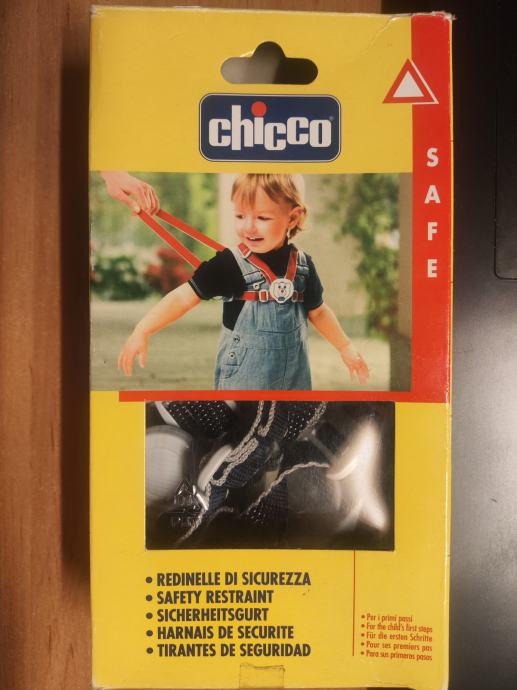 chicco
SAFE
• REDINELLE DI SICUREZZA
• SAFETY RESTRAINT
• SICHERHEITSGURT
• HARNAIS DE SECURITE
• TIRANTES DE SEGURIDAD
• Per i primi passi
• For the child's first steps
• Für die ersten Schritte
• Pour ses premiers pas
• Para sus primeros pasos